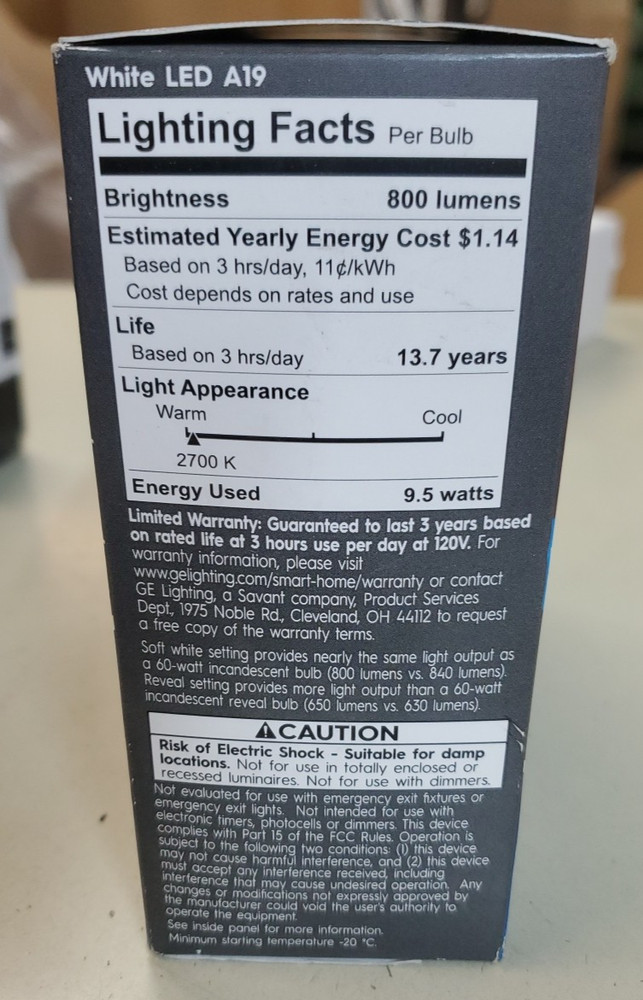 White LED A19
Lighting Facts Per Bulb
Brightness 800 lumens
Estimated Yearly Energy Cost $1.14
Based on 3 hrs/day, 11¢/kWh
Cost depends on rates and use
Life
Based on 3 hrs/day 13.7 years
Light Appearance
Warm Cool
2700 K
Energy Used 9.5 watts
Limited Warranty: Guaranteed to last 3 years based
on rated life at 3 hours use per day at 120V. For
warranty information, please visit
www.gelighting.com/smart-home/warranty or contact
GE Lighting, a Savant company, Product Services
Dept., 1975 Noble Rd., Cleveland, OH 44112 to request
a free copy of the warranty terms.
Soft white setting provides nearly the same light output as
a 60-watt incandescent bulb (800 lumens vs. 840 lumens).
Reveal setting provides more light output than a 60-watt
incandescent reveal bulb (650 lumens vs. 630 lumens).
CAUTION
Risk of Electric Shock - Suitable for damp
locations. Not for use in totally enclosed or
recessed luminaires. Not for use with dimmers.
Not evaluated for use with emergency exit fixtures or
emergency exit lights. Not intended for use with
electronic timers, photocells or dimmers. This device
complies with Part 15 of the FCC Rules. Operation is
subject to the following two conditions: (1) this device
may not cause harmful interference, and (2) this device
must accept any interference received, including
interference that may cause undesired operation. Any
changes or modifications not expressly approved by
the manufacturer could void the user's authority to
operate the equipment.
See inside panel for more information.
Minimum starting temperature -20 °C.